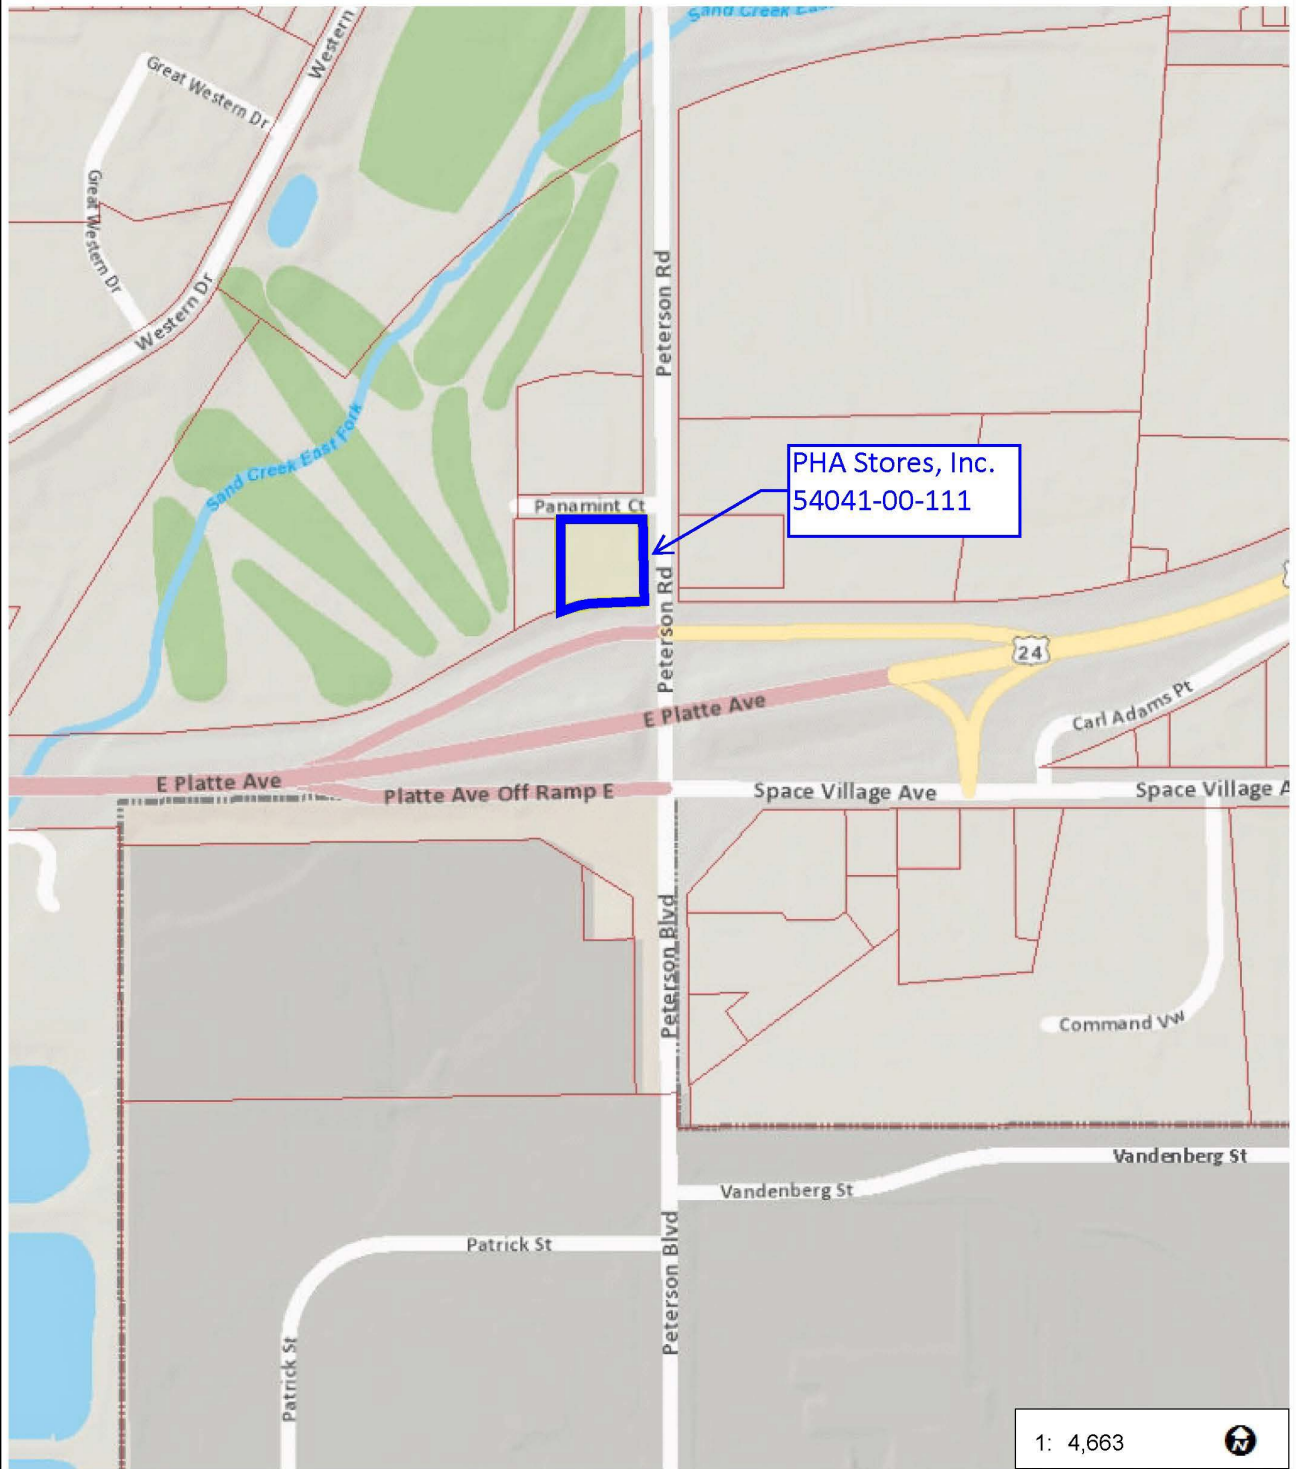 Sand Creek Eas
Western
Great Western Dr
Great Western Dr
Western Dr
Peterson Rd
Sand Creek East Fork
PHA Stores, Inc.
54041-00-111
Panamint Ct
Peterson Rd
24
E Platte Ave
Carl Adams Pt
E Platte Ave
Platte Ave Off Ramp E
Space Village Ave
Space Village A
Peterson Blvd
Command VW
Vandenberg St
Vandenberg St
Patrick St
Peterson Blvd
Patrick St
1: 4,663
N